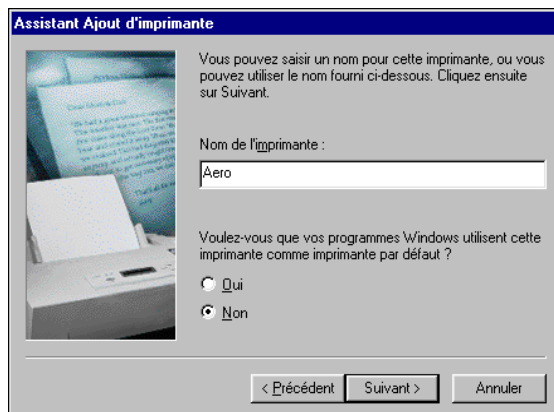 Assistant Ajout d'imprimante
Vous pouvez saisir un nom pour cette imprimante, ou vous
pouvez utiliser le nom fourni ci-dessous. Cliquez ensuite
sur Suivant.
Nom de l'imprimante :
Aero
Voulez-vous que vos programmes Windows utilisent cette
imprimante comme imprimante par défaut ?
Oui
Non
< Précédent
Suivant >
Annuler